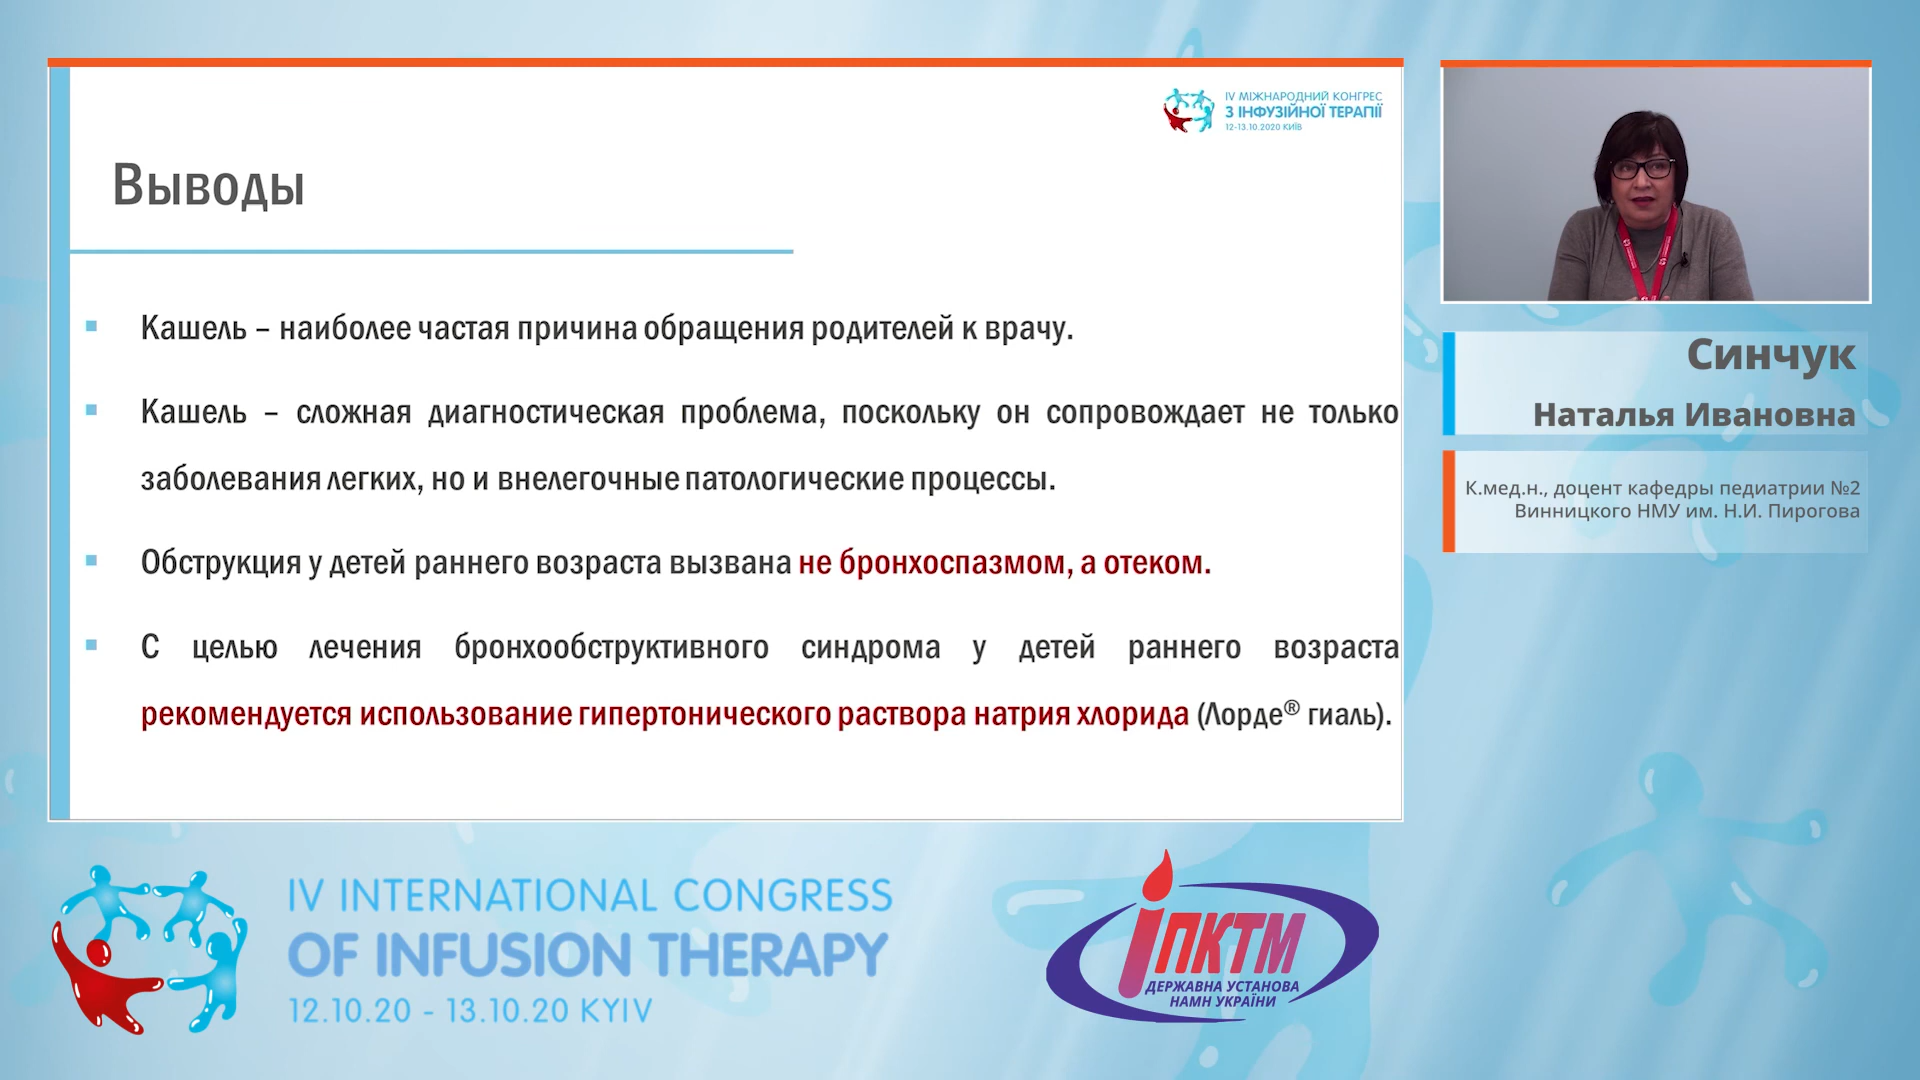 IV МІЖНАРОДНИЙ КОНГРЕС
З ІНФУЗІЙНОЇ ТЕРАПІЇ
12-13.10.2020 КИЇВ
Выводы
Кашель – наиболее частая причина обращения родителей к врачу.
Кашель – сложная диагностическая проблема, поскольку он сопровождает не только
заболевания легких, но и внелегочные патологические процессы.
Обструкция у детей раннего возраста вызвана не бронхоспазмом, а отеком.
С целью лечения бронхообструктивного синдрома у детей раннего возраста
рекомендуется использование гипертонического раствора натрия хлорида (Лорде® гиаль).
Синчук
Наталья Ивановна
К.мед.н., доцент кафедры педиатрии №2
Винницкого НМУ им. Н.И. Пирогова
IV INTERNATIONAL CONGRESS
OF INFUSION THERAPY
12.10.20 - 13.10.20 KYIV
іПКТМ
ДЕРЖАВНА УСТАНОВА
НАМН УКРАЇНИ